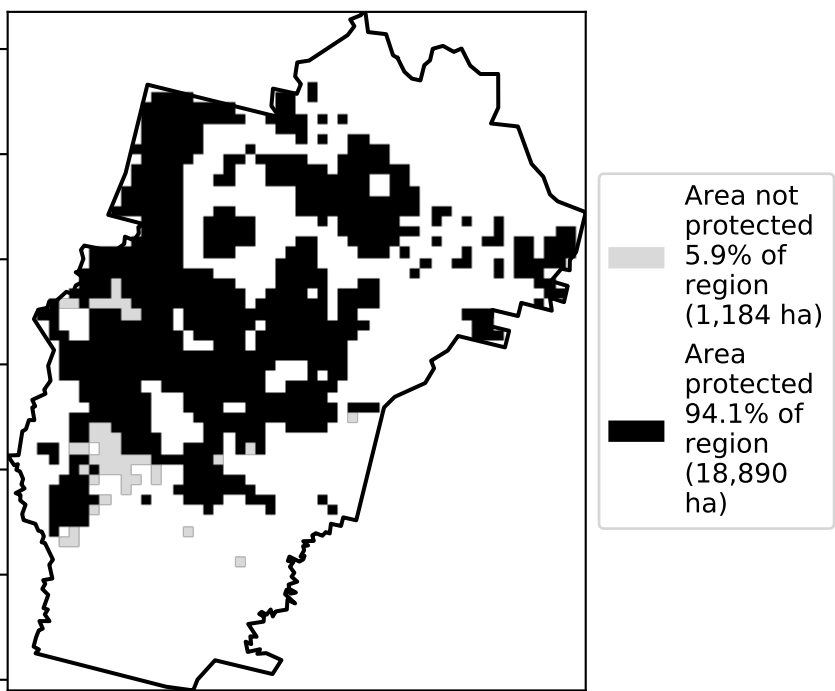 Area not
protected
5.9% of
region
(1,184 ha)
Area
protected
94.1% of
region
(18,890
ha)